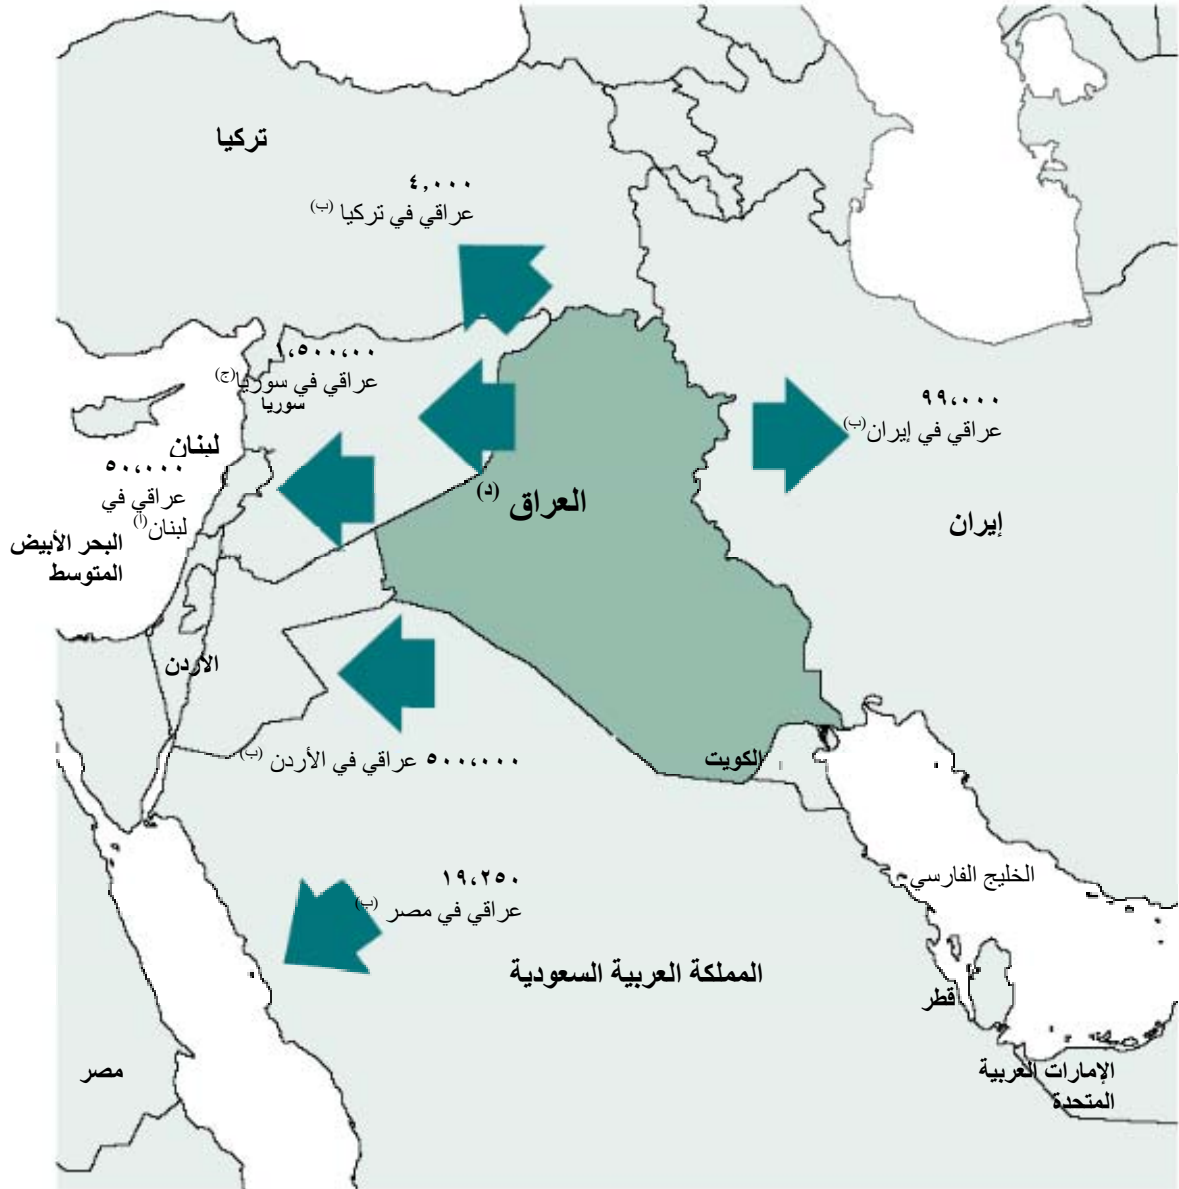 تركيا
٤,٠٠٠
عراقي في تركيا (ب)
١،٥٠٠،٠٠
عراقي في سوريا(ج)
سوريا
٩٩،٠٠٠
عراقي في إيران(ب)
لبنان
٥٠،٠٠٠
عراقي في
لبنان(أ)
العراق (د)
إيران
البحر الأبيض
المتوسط
الأردن
٥٠٠،٠٠٠ عراقي في الأردن (ب)
الكويت
١٩،٢٥٠
عراقي في مصر (ب)
الخليج الفارسي
المملكة العربية السعودية
قطر
مصر
الإمارات العربية
المتحدة